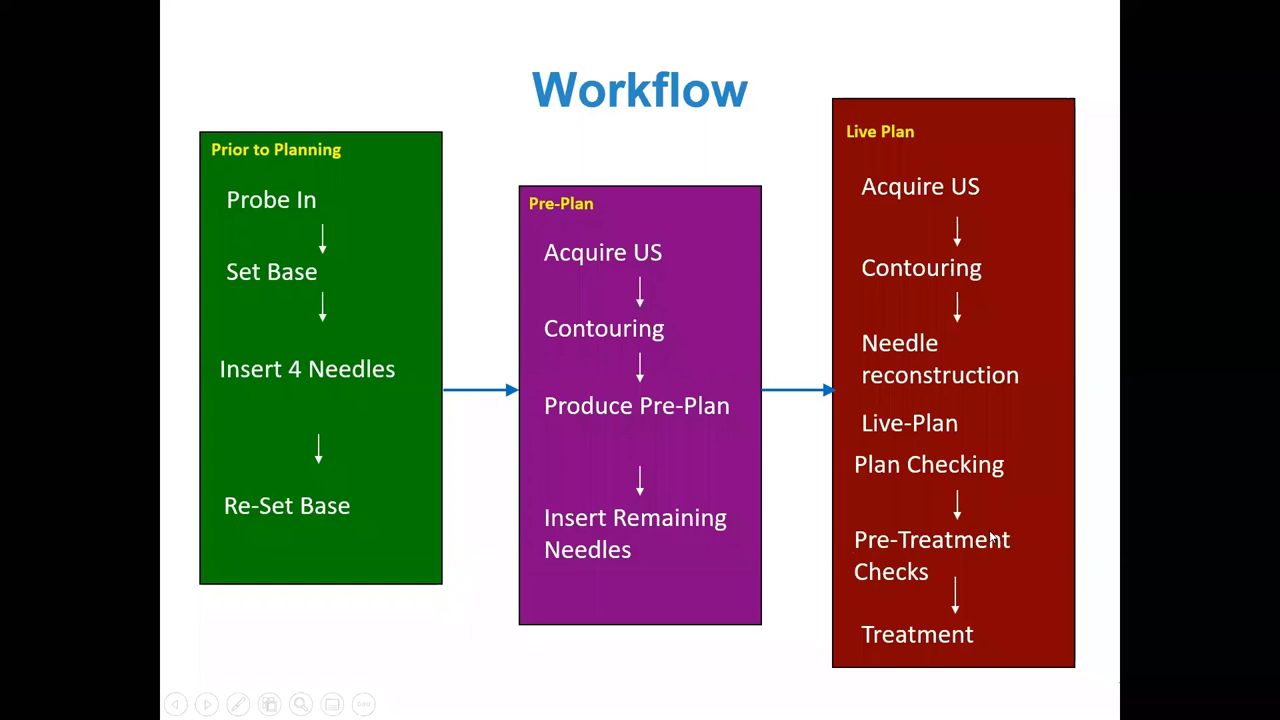 Workflow
Prior to Planning
Probe In
Set Base
Insert 4 Needles
Re-Set Base
Pre-Plan
Acquire US
Contouring
Produce Pre-Plan
Insert Remaining
Needles
Live Plan
Acquire US
Contouring
Needle
reconstruction
Live-Plan
Plan Checking
Pre-Treatment
Checks
Treatment